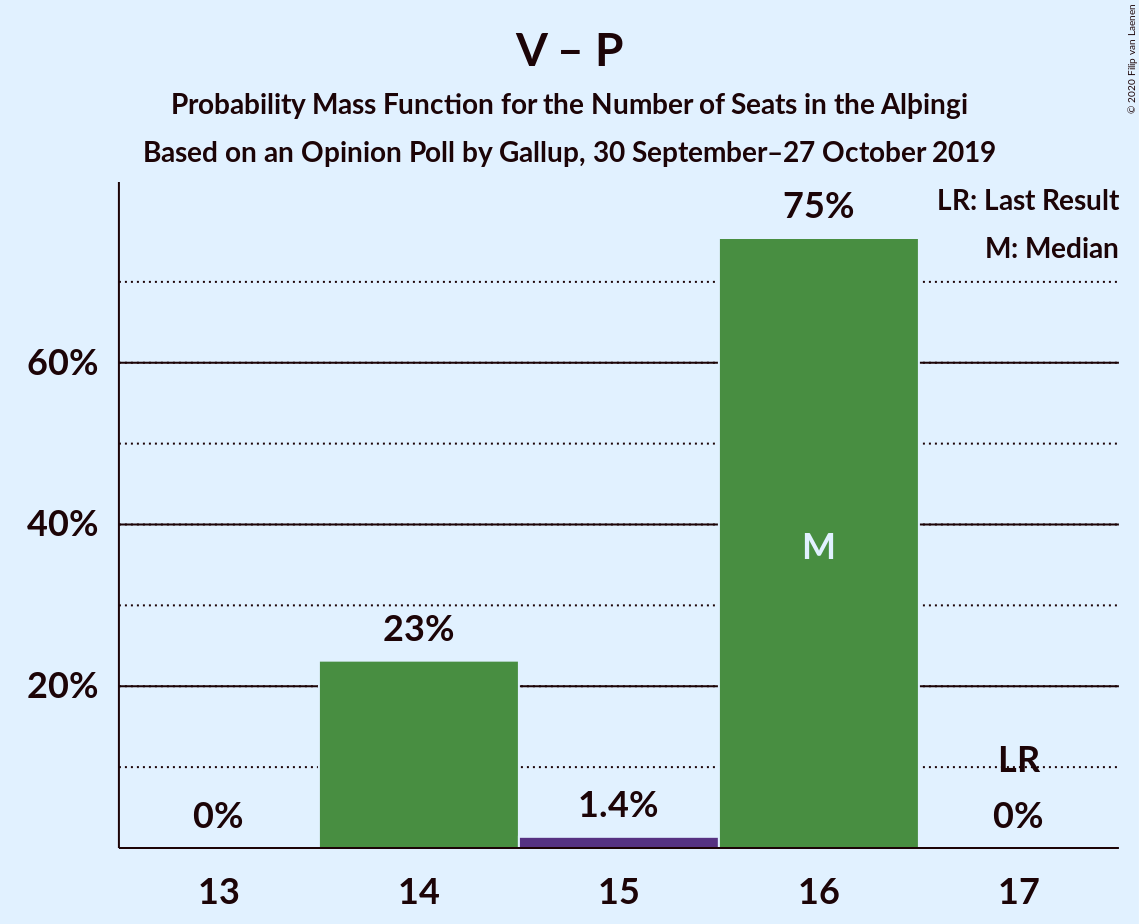 V – P
Probability Mass Function for the Number of Seats in the Alþingi
Based on an Opinion Poll by Gallup, 30 September–27 October 2019
© 2020 Filip van Laenen
LR: Last Result
M: Median
75%
60%
40%
M
23%
20%
LR
1.4%
0%
0%
13
14
15
16
17